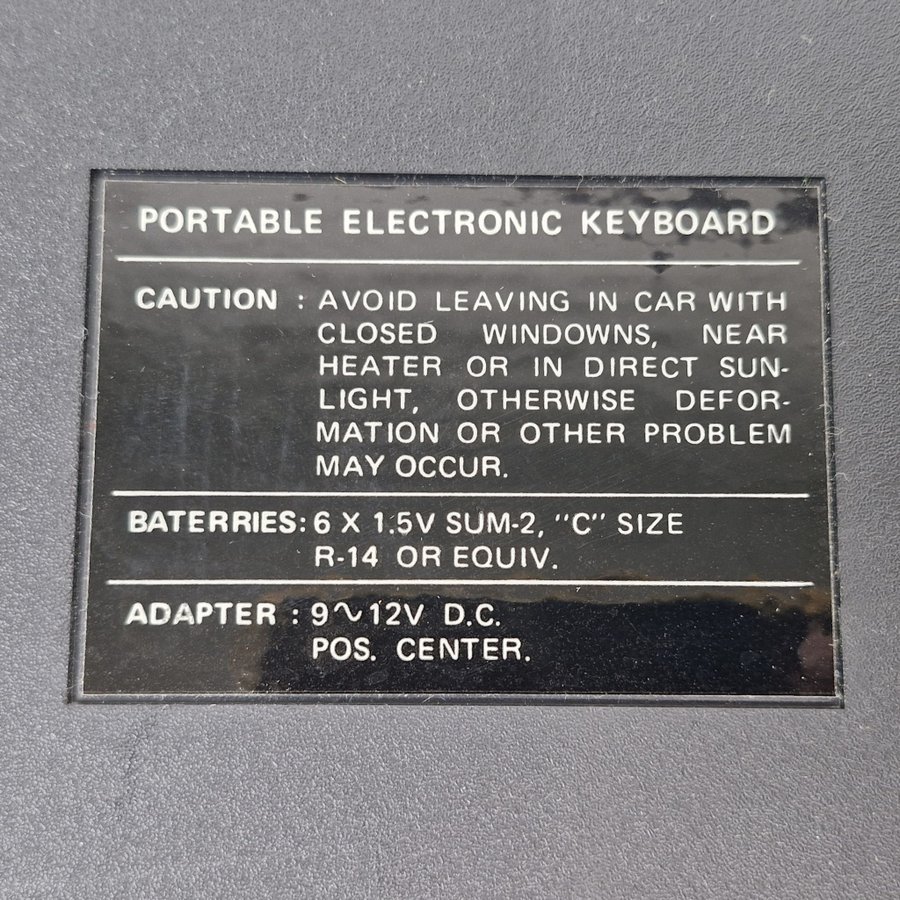 PORTABLE ELECTRONIC KEYBOARD
CAUTION : AVOID LEAVING IN CAR WITH
CLOSED WINDOWNS, NEAR
HEATER OR IN DIRECT SUN-
LIGHT, OTHERWISE DEFOR-
MATION OR OTHER PROBLEM
MAY OCCUR.
BATERRIES: 6 X 1.5V SUM-2, "C" SIZE
R-14 OR EQUIV.
ADAPTER : 9∿12V D.C.
POS. CENTER.